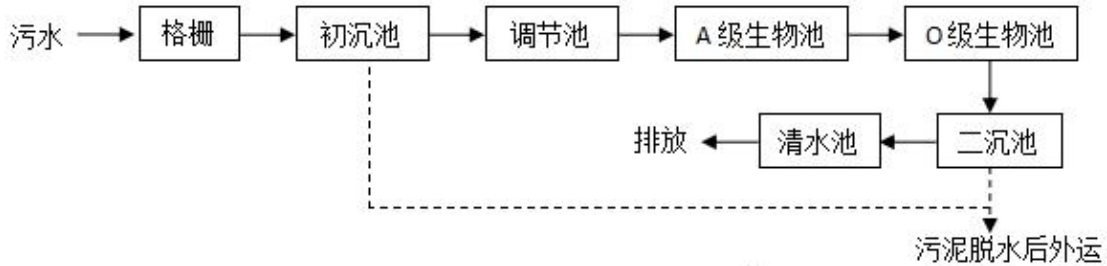 污水
格栅
初沉池
调节池
A 级生物池
O级生物池
排放
清水池
二沉池
污泥脱水后外运